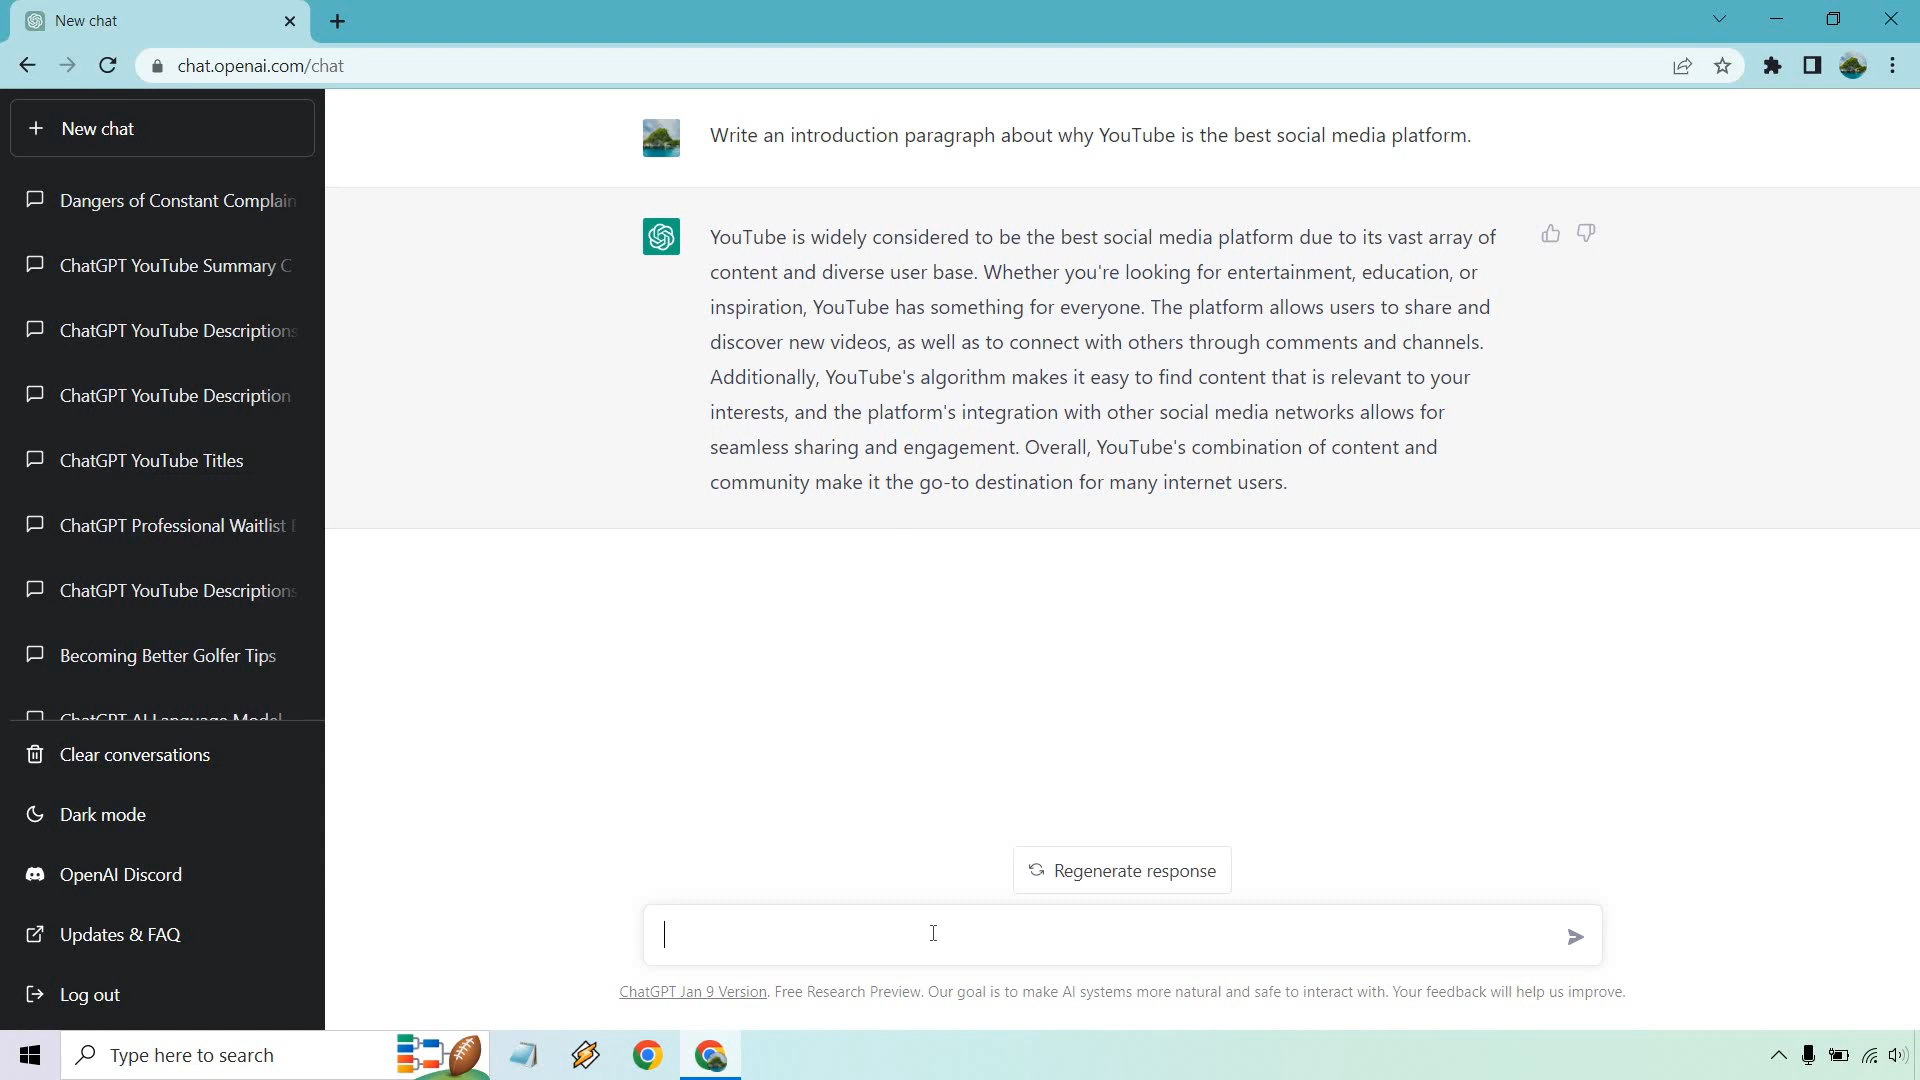 New chat
chat.openai.com/chat
New chat
Dangers of Constant Complain
ChatGPT YouTube Summary C
ChatGPT YouTube Descriptions
ChatGPT YouTube Description
ChatGPT YouTube Titles
ChatGPT Professional Waitlist
ChatGPT YouTube Descriptions
Becoming Better Golfer Tips
ChatGPT AI Language Model
Clear conversations
Dark mode
OpenAI Discord
Updates & FAQ
Log out
Write an introduction paragraph about why YouTube is the best social media platform.
YouTube is widely considered to be the best social media platform due to its vast array of
content and diverse user base. Whether you're looking for entertainment, education, or
inspiration, YouTube has something for everyone. The platform allows users to share and
discover new videos, as well as to connect with others through comments and channels.
Additionally, YouTube's algorithm makes it easy to find content that is relevant to your
interests, and the platform's integration with other social media networks allows for
seamless sharing and engagement. Overall, YouTube's combination of content and
community make it the go-to destination for many internet users.
Regenerate response
ChatGPT Jan 9 Version. Free Research Preview. Our goal is to make AI systems more natural and safe to interact with. Your feedback will help us improve.
Type here to search